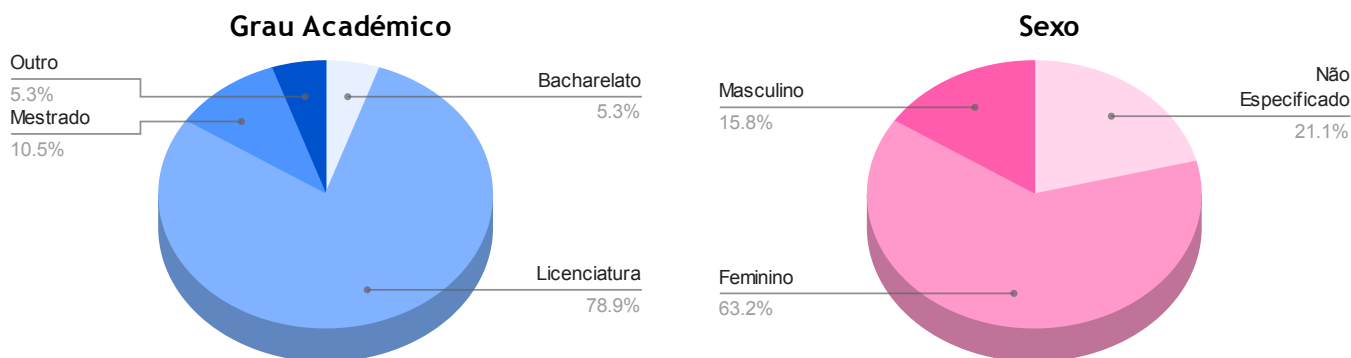 Grau Académico
Outro
5.3%
Mestrado
10.5%
Bacharelato
5.3%
Licenciatura
78.9%
Sexo
Masculino
15.8%
Não
Especificado
21.1%
Feminino
63.2%